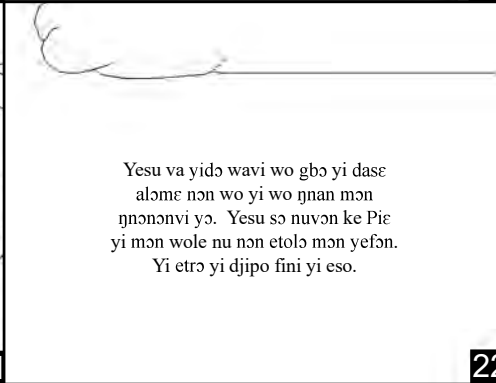 Yesu va yidɔ wavi wo gbɔ yi dasɛ
alɔmɛ nɔn wo yi wo ŋnan mɔn
ŋnɔnɔnvi yɔ. Yesu sɔ nuvɔn ke Piɛ
yi mɔn wole nu nɔn etolɔ mɔn yefɔn.
Yi etrɔ yi djipo fini yi eso.